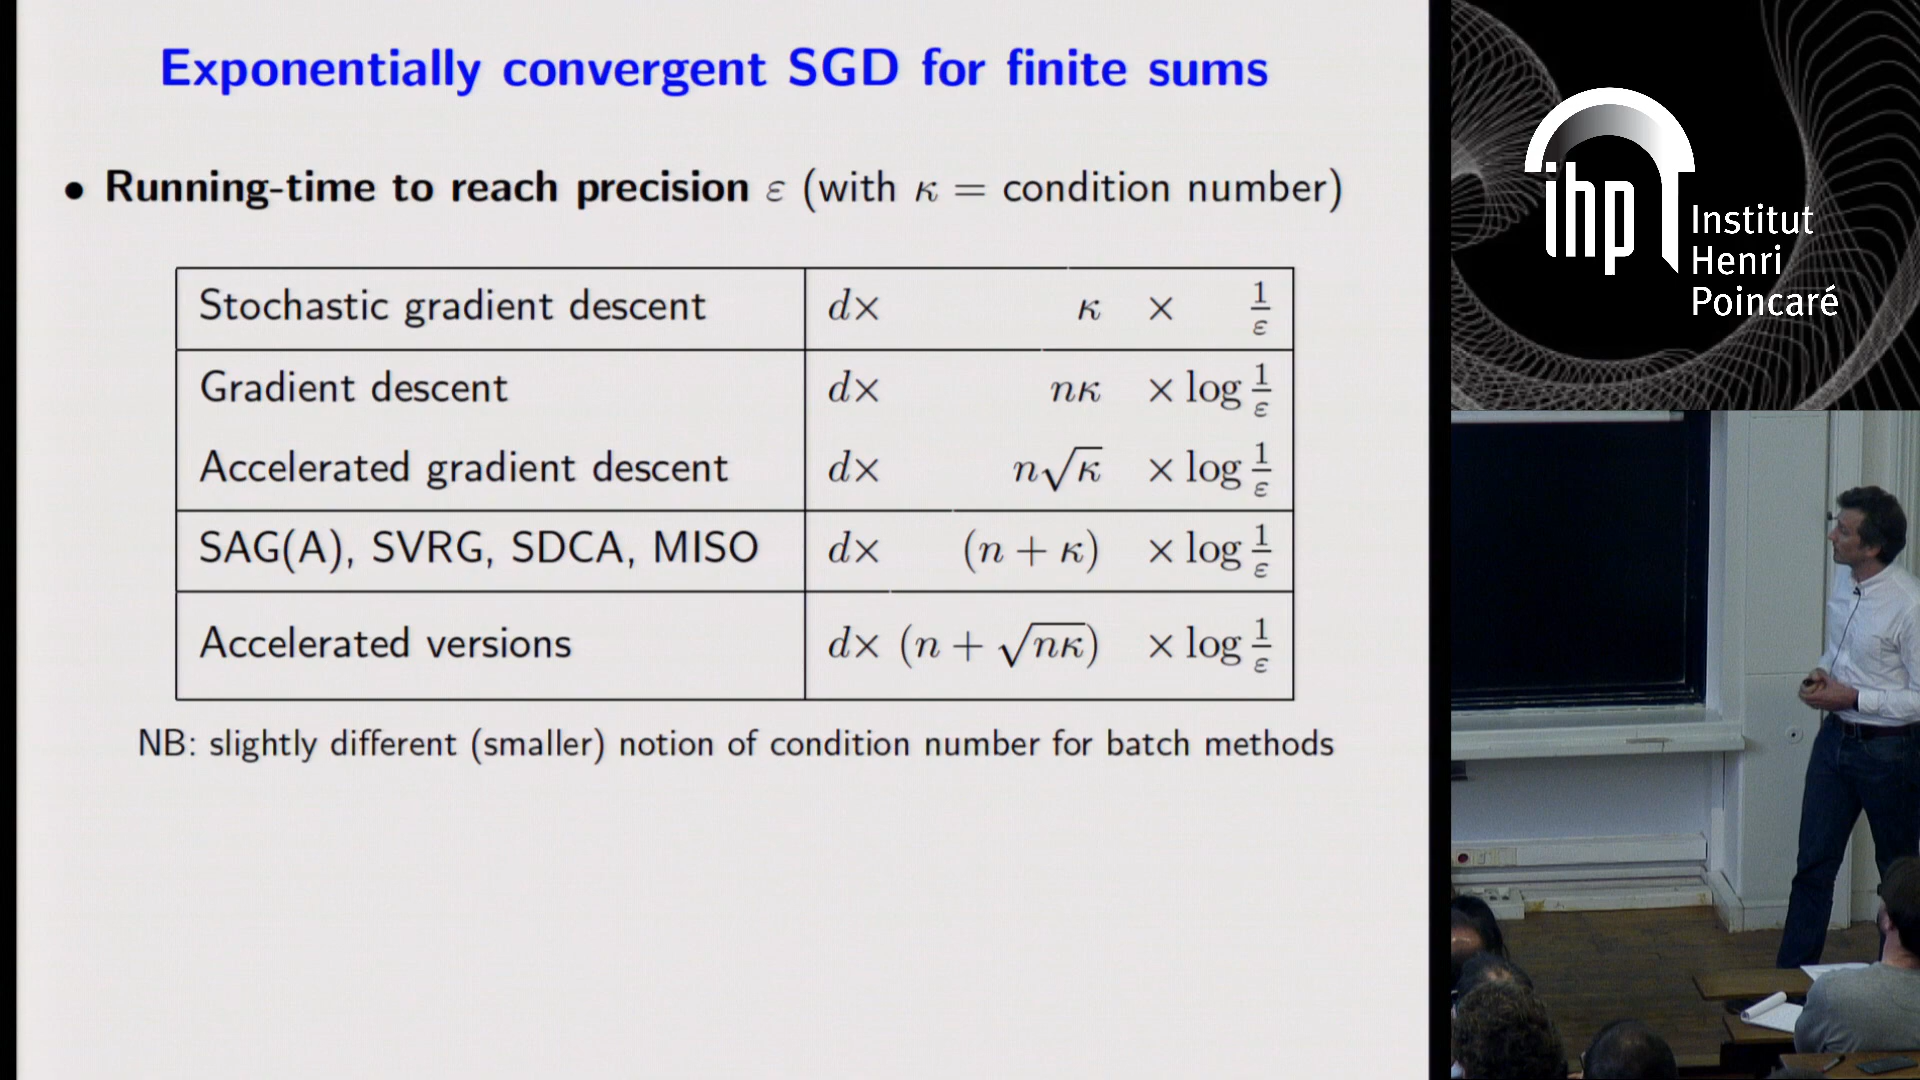 Exponentially convergent SGD for finite sums
• Running-time to reach precision ε (with κ = condition number)
Stochastic gradient descent d× κ × 1/ε
Gradient descent d× nκ × log 1/ε
Accelerated gradient descent d× n√κ × log 1/ε
SAG(A), SVRG, SDCA, MISO d× (n + κ) × log 1/ε
Accelerated versions d× (n + √nκ) × log 1/ε
NB: slightly different (smaller) notion of condition number for batch methods
ihp
Institut
Henri
Poincaré